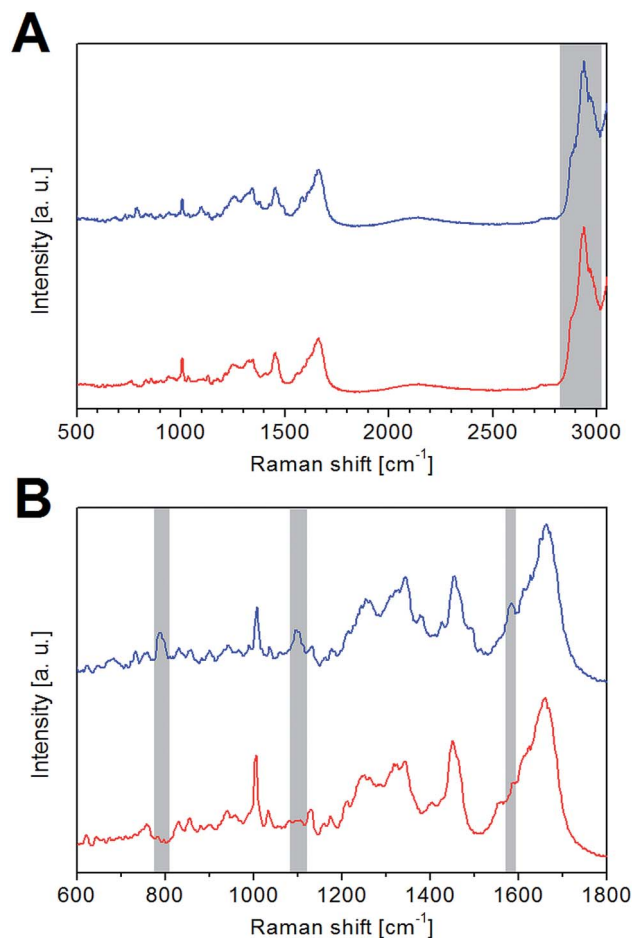 A
Intensity [a. u.]
500 1000 1500 2000 2500 3000
Raman shift [cm-1]
B
Intensity [a. u.]
600 800 1000 1200 1400 1600 1800
Raman shift [cm-1]